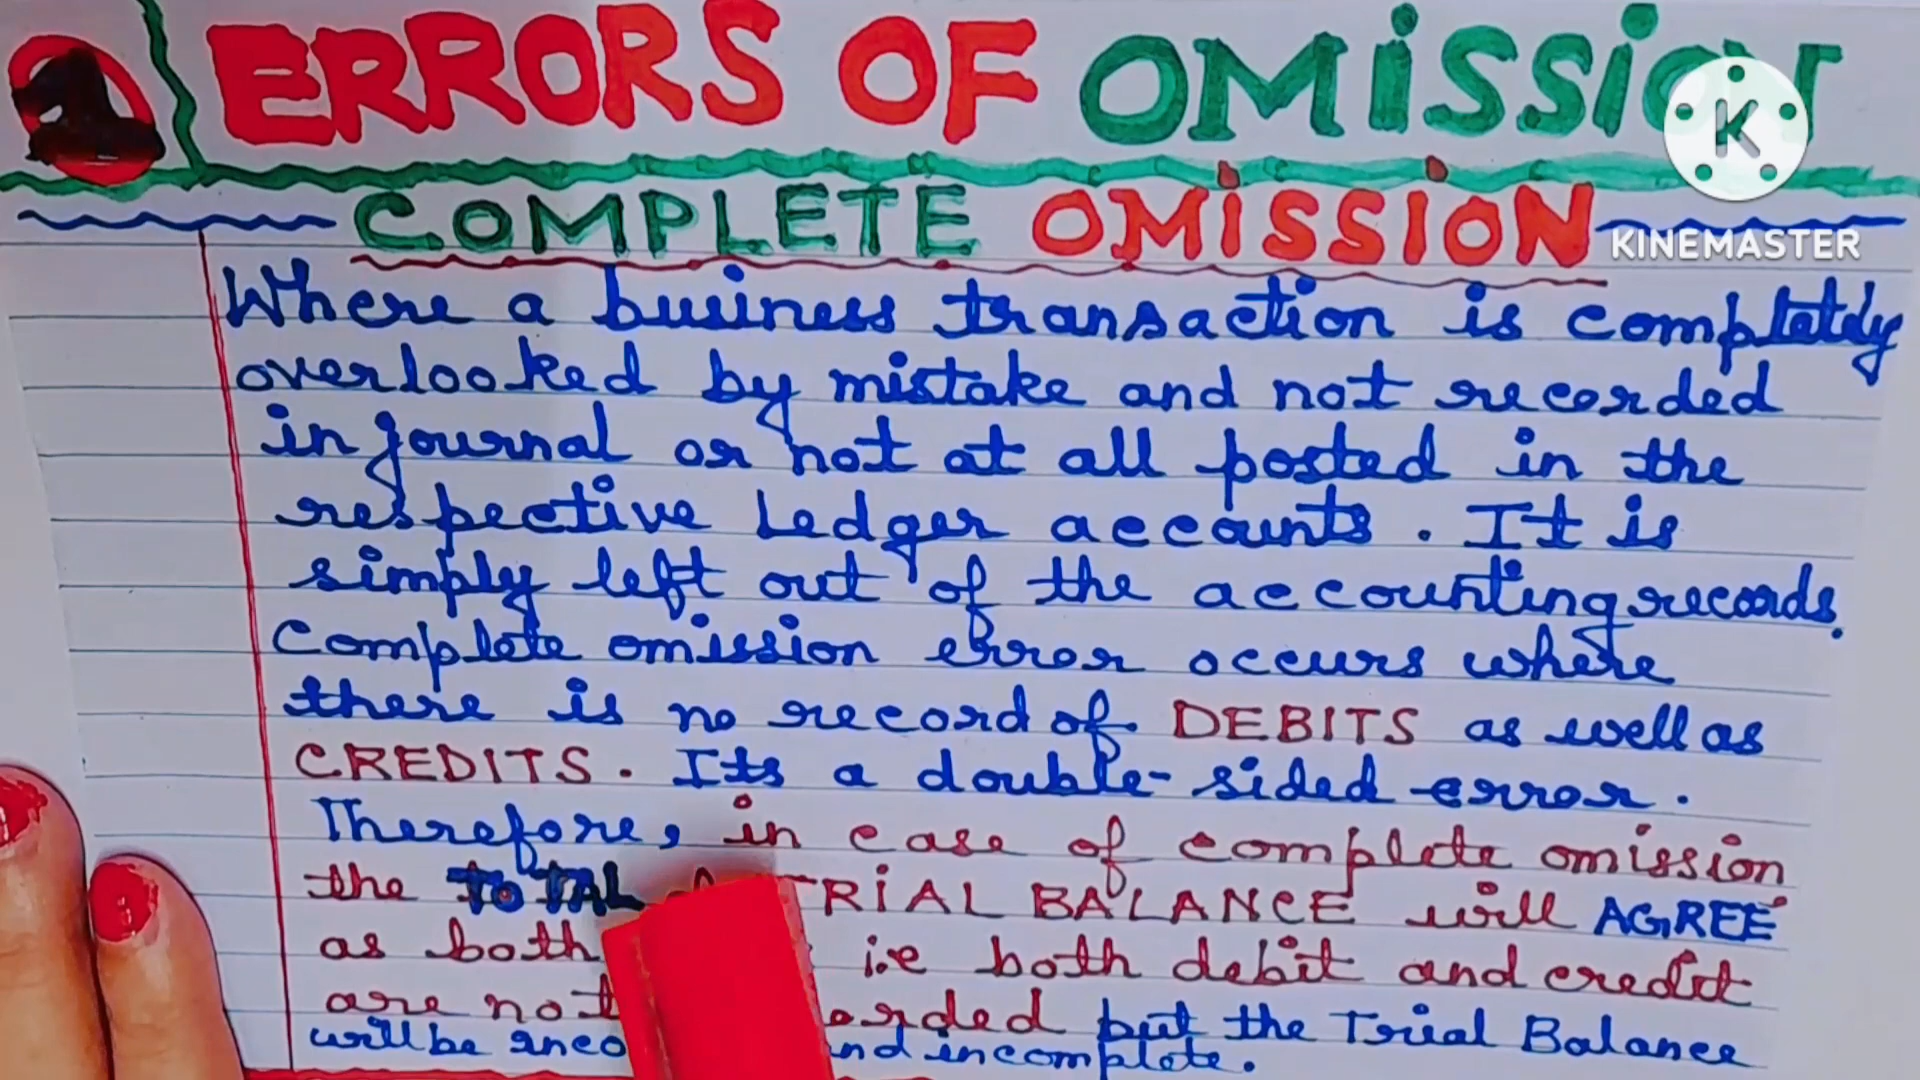 ERRORS OF OMISSION
COMPLETE OMISSION
KINEMASTER
Where a business transaction is completely
overlooked by mistake and not recorded
in journal or not at all posted in the
respective Ledger accounts. It is
simply left out of the accounting records.
Complete omission error occurs where
there is no record of DEBITS as well as
CREDITS. Its a double-sided error.
Therefore, in case of complete omission
the TOTAL TRIAL BALANCE will AGREE
as both i.e both debit and credit
are not but the Trial Balance
will be incomplete.